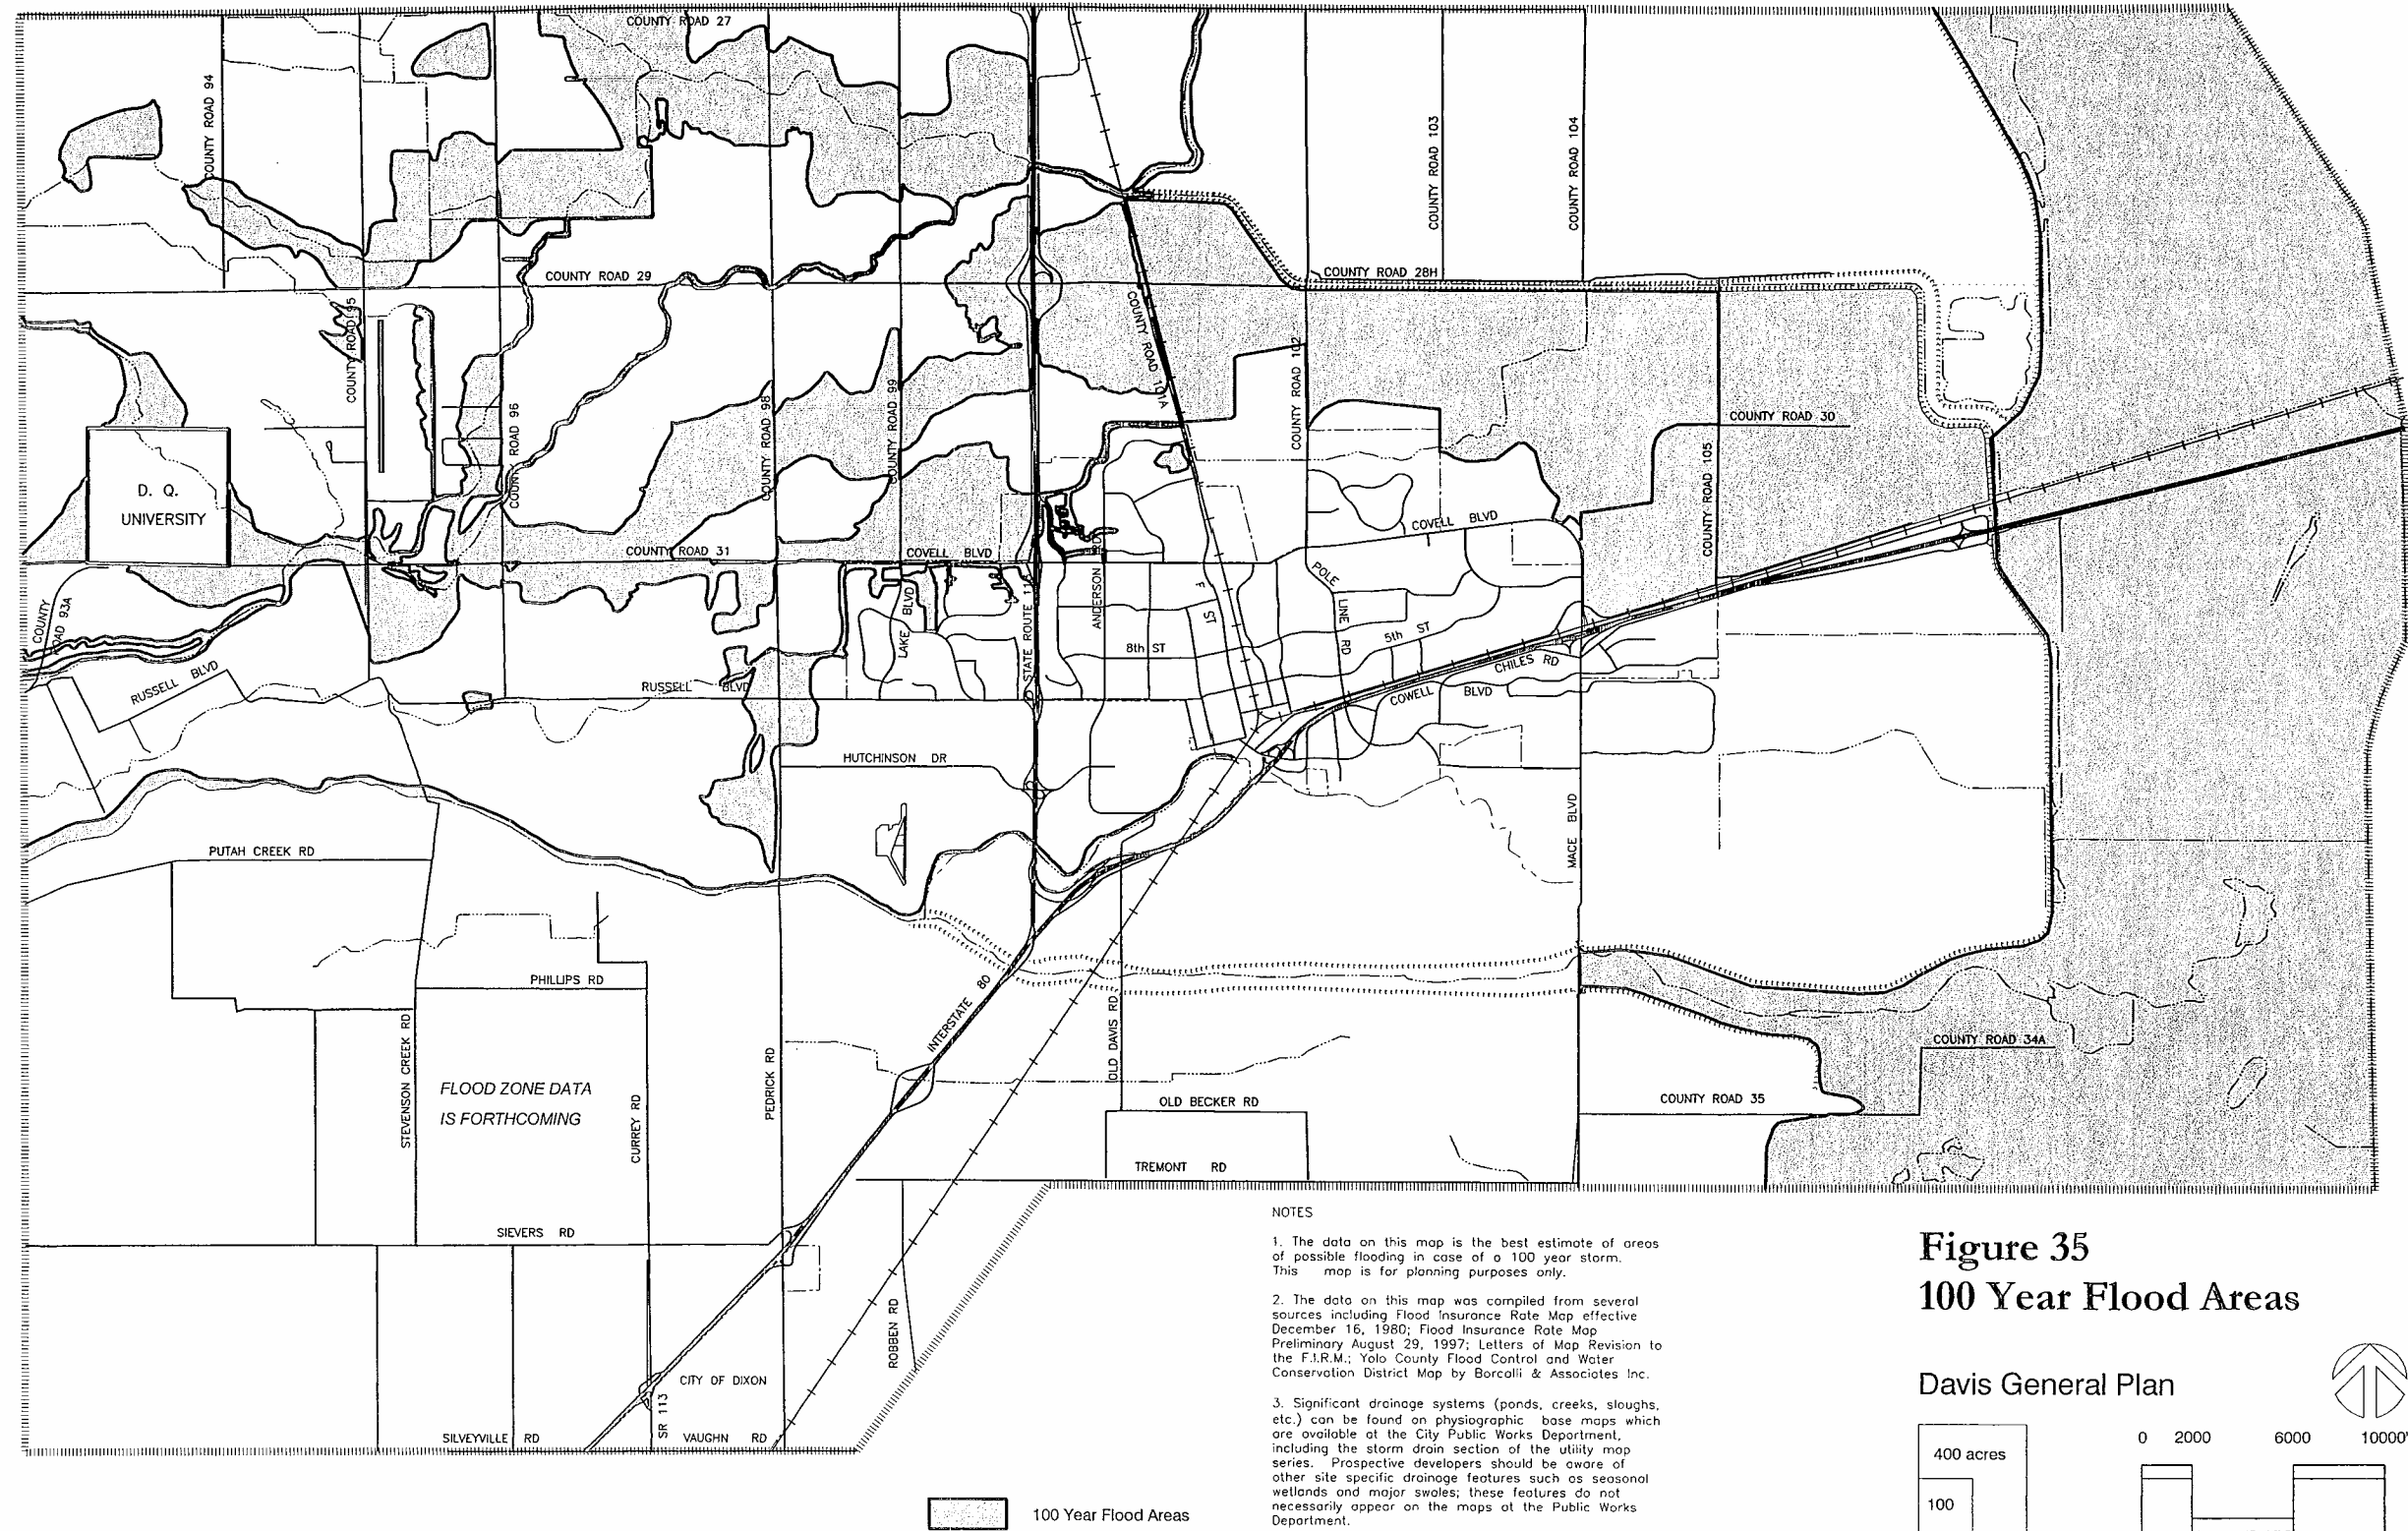 COUNTY ROAD 27
COUNTY ROAD 94
COUNTY ROAD 103
COUNTY ROAD 104
COUNTY ROAD 29
COUNTY ROAD 28H
COUNTY ROAD 95
COUNTY ROAD 101A
COUNTY ROAD 102
COUNTY ROAD 96
COUNTY ROAD 98
COUNTY ROAD 99
COUNTY ROAD 30
COUNTY ROAD 105
D. Q.
UNIVERSITY
COVELL BLVD
COUNTY ROAD 31
COVELL BLVD
COUNTY
ROAD 93A
LAKE BLVD
STATE ROUTE 113
ANDERSON RD
F ST
POLE
LINE RD
8th ST
5th ST
CHILES RD
COWELL BLVD
RUSSELL BLVD
RUSSELL BLVD
HUTCHINSON DR
MACE BLVD
PUTAH CREEK RD
PHILLIPS RD
INTERSTATE 80
OLD DAVIS RD
STEVENSON CREEK RD
FLOOD ZONE DATA
IS FORTHCOMING
CURREY RD
PEDRICK RD
COUNTY ROAD 34A
COUNTY ROAD 35
OLD BECKER RD
TREMONT RD
SIEVERS RD
ROBBEN RD
CITY OF DIXON
SR 113
SILVEYVILLE RD
VAUGHN RD
NOTES
1. The data on this map is the best estimate of areas
of possible flooding in case of a 100 year storm.
This map is for planning purposes only.
2. The data on this map was compiled from several
sources including Flood Insurance Rate Map effective
December 16, 1980; Flood Insurance Rate Map
Preliminary August 29, 1997; Letters of Map Revision to
the F.I.R.M.; Yolo County Flood Control and Water
Conservation District Map by Borcalli & Associates Inc.
3. Significant drainage systems (ponds, creeks, sloughs,
etc.) can be found on physiographic base maps which
are available at the City Public Works Department,
including the storm drain section of the utility map
series. Prospective developers should be aware of
other site specific drainage features such as seasonal
wetlands and major swales; these features do not
necessarily appear on the maps at the Public Works
Department.
100 Year Flood Areas
Figure 35
100 Year Flood Areas
Davis General Plan
400 acres
100
0 2000 6000 10000'